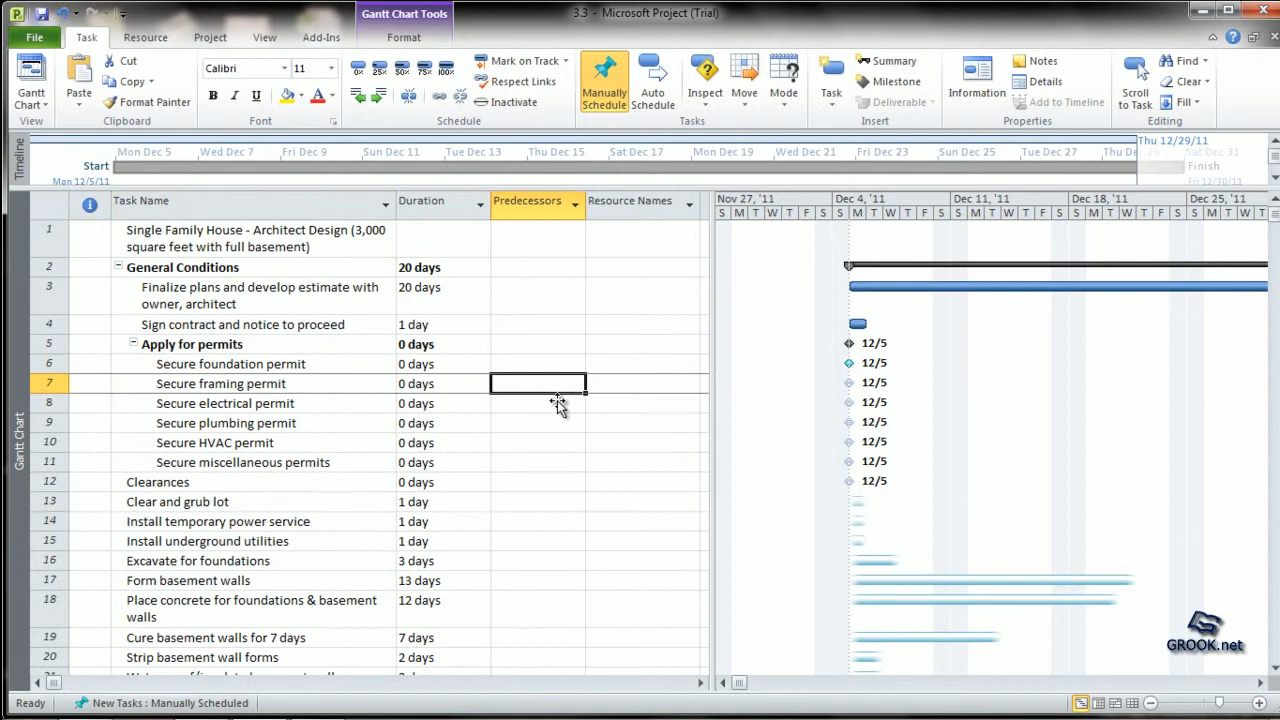 3.3 - Microsoft Project (Trial)
Gantt Chart Tools
File Task Resource Project View Add-Ins Format
Gantt Chart
View
Paste
Cut
Copy
Format Painter
Clipboard
Calibri 11
B I U A
Font
0% 25% 50% 75% 100%
Mark on Track
Respect Links
Inactivate
Schedule
Manually Schedule
Auto Schedule
Inspect
Move
Mode
Tasks
Task
Summary
Milestone
Deliverable
Insert
Information
Notes
Details
Add to Timeline
Properties
Scroll to Task
Find
Clear
Fill
Editing
Timeline
Thu 12/29/11
Mon Dec 5 Wed Dec 7 Fri Dec 9 Sun Dec 11 Tue Dec 13 Thu Dec 15 Sat Dec 17 Mon Dec 19 Wed Dec 21 Fri Dec 23 Sun Dec 25 Tue Dec 27 Thu Dec 29 Sat Dec 31
Start
Mon 12/5/11
Finish
Fri 12/30/11
Task Name Duration Predecessors Resource Names
Nov 27, '11 Dec 4, '11 Dec 11, '11 Dec 18, '11 Dec 25, '11
S M T W T F S S M T W T F S S M T W T F S S M T W T F S S M T W T
1 Single Family House - Architect Design (3,000
square feet with full basement)
2 General Conditions 20 days
3 Finalize plans and develop estimate with 20 days
owner, architect
4 Sign contract and notice to proceed 1 day
5 Apply for permits 0 days 12/5
6 Secure foundation permit 0 days 12/5
7 Secure framing permit 0 days 12/5
8 Secure electrical permit 0 days 12/5
9 Secure plumbing permit 0 days 12/5
10 Secure HVAC permit 0 days 12/5
11 Secure miscellaneous permits 0 days 12/5
12 Clearances 0 days 12/5
13 Clear and grub lot 1 day
14 Install temporary power service 1 day
15 Install underground utilities 1 day
16 Excavate for foundations 3 days
17 Form basement walls 13 days
18 Place concrete for foundations & basement 12 days
walls
19 Cure basement walls for 7 days 7 days
20 Strip basement wall forms 2 days
Gantt Chart
GROOK.net
Ready New Tasks : Manually Scheduled